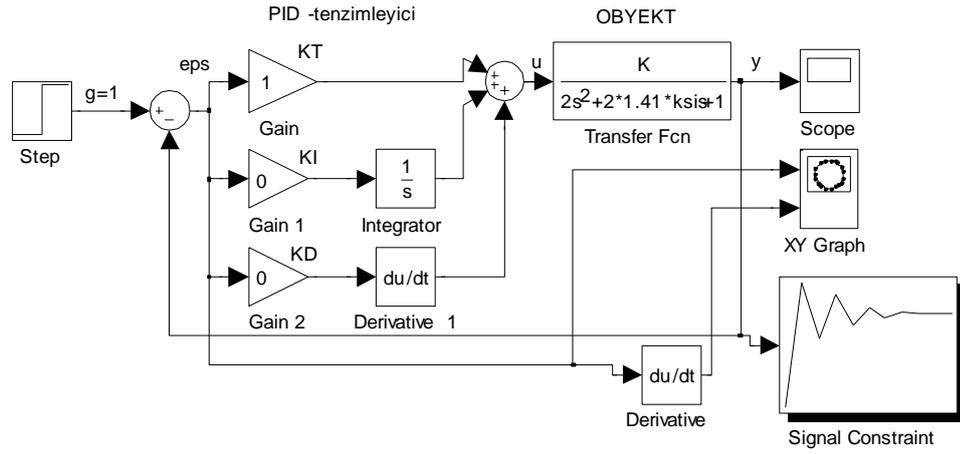 PID -tenzimleyici
OBYEKT
KT
eps
u
y
K
2s²+2*1.41*ksis+1
1
g=1
+
−
+
+
+
Step
Gain
Transfer Fcn
Scope
KI
0
1
s
Gain 1
Integrator
XY Graph
KD
0
du/dt
Gain 2
Derivative 1
du/dt
Derivative
Signal Constraint